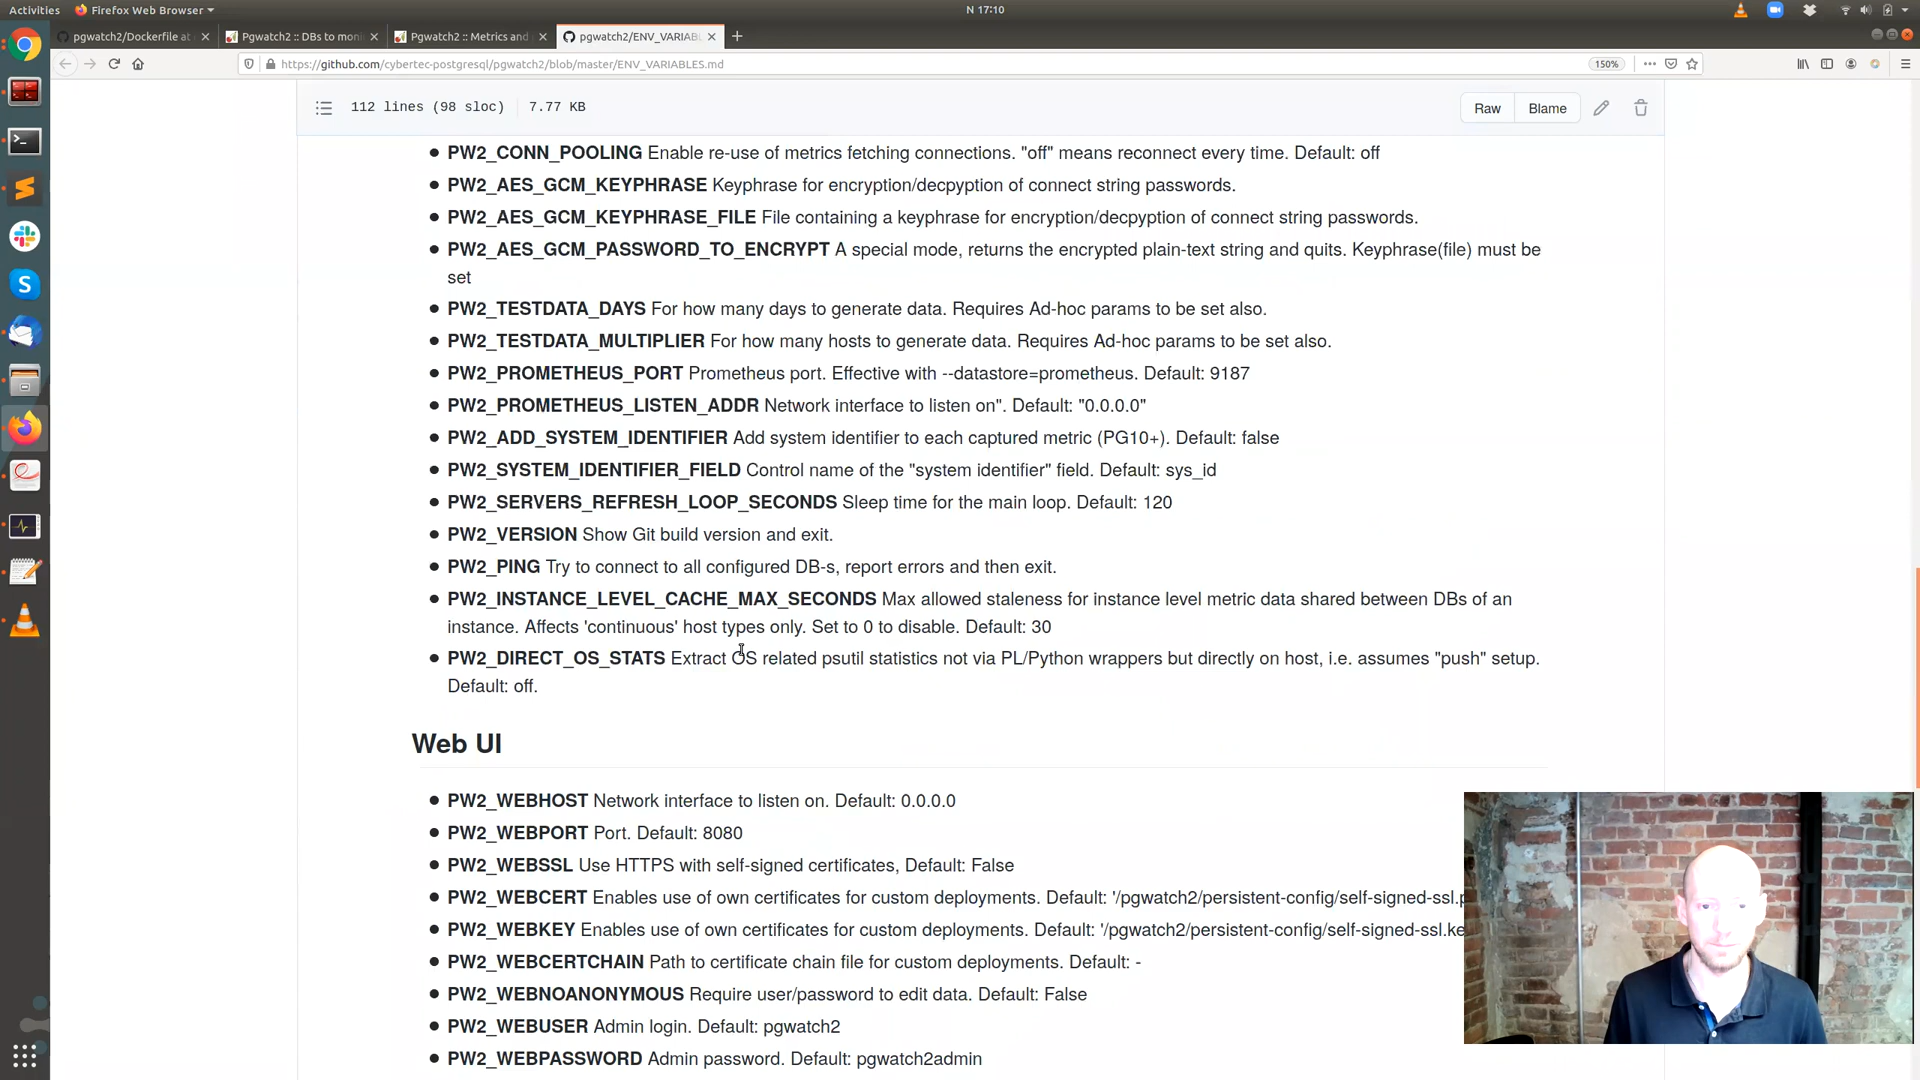 Activities Firefox Web Browser N 17:10
pgwatch2/Dockerfile at Pgwatch2 :: DBs to moni Pgwatch2 :: Metrics and pgwatch2/ENV_VARIAB
https://github.com/cybertec-postgresql/pgwatch2/blob/master/ENV_VARIABLES.md 150%
112 lines (98 sloc) 7.77 KB Raw Blame
PW2_CONN_POOLING Enable re-use of metrics fetching connections. "off" means reconnect every time. Default: off
PW2_AES_GCM_KEYPHRASE Keyphrase for encryption/decpyption of connect string passwords.
PW2_AES_GCM_KEYPHRASE_FILE File containing a keyphrase for encryption/decpyption of connect string passwords.
PW2_AES_GCM_PASSWORD_TO_ENCRYPT A special mode, returns the encrypted plain-text string and quits. Keyphrase(file) must be
set
PW2_TESTDATA_DAYS For how many days to generate data. Requires Ad-hoc params to be set also.
PW2_TESTDATA_MULTIPLIER For how many hosts to generate data. Requires Ad-hoc params to be set also.
PW2_PROMETHEUS_PORT Prometheus port. Effective with --datastore=prometheus. Default: 9187
PW2_PROMETHEUS_LISTEN_ADDR Network interface to listen on". Default: "0.0.0.0"
PW2_ADD_SYSTEM_IDENTIFIER Add system identifier to each captured metric (PG10+). Default: false
PW2_SYSTEM_IDENTIFIER_FIELD Control name of the "system identifier" field. Default: sys_id
PW2_SERVERS_REFRESH_LOOP_SECONDS Sleep time for the main loop. Default: 120
PW2_VERSION Show Git build version and exit.
PW2_PING Try to connect to all configured DB-s, report errors and then exit.
PW2_INSTANCE_LEVEL_CACHE_MAX_SECONDS Max allowed staleness for instance level metric data shared between DBs of an
instance. Affects 'continuous' host types only. Set to 0 to disable. Default: 30
PW2_DIRECT_OS_STATS Extract OS related psutil statistics not via PL/Python wrappers but directly on host, i.e. assumes "push" setup.
Default: off.
Web UI
PW2_WEBHOST Network interface to listen on. Default: 0.0.0.0
PW2_WEBPORT Port. Default: 8080
PW2_WEBSSL Use HTTPS with self-signed certificates, Default: False
PW2_WEBCERT Enables use of own certificates for custom deployments. Default: '/pgwatch2/persistent-config/self-signed-ssl.p
PW2_WEBKEY Enables use of own certificates for custom deployments. Default: '/pgwatch2/persistent-config/self-signed-ssl.ke
PW2_WEBCERTCHAIN Path to certificate chain file for custom deployments. Default: -
PW2_WEBNOANONYMOUS Require user/password to edit data. Default: False
PW2_WEBUSER Admin login. Default: pgwatch2
PW2_WEBPASSWORD Admin password. Default: pgwatch2admin